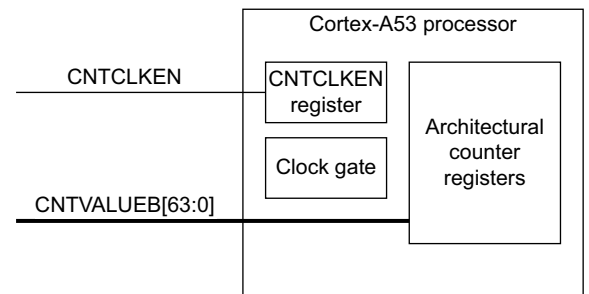 Cortex-A53 processor
CNTCLKEN
CNTCLKEN
register
Architectural
counter
registers
Clock gate
CNTVALUEB[63:0]